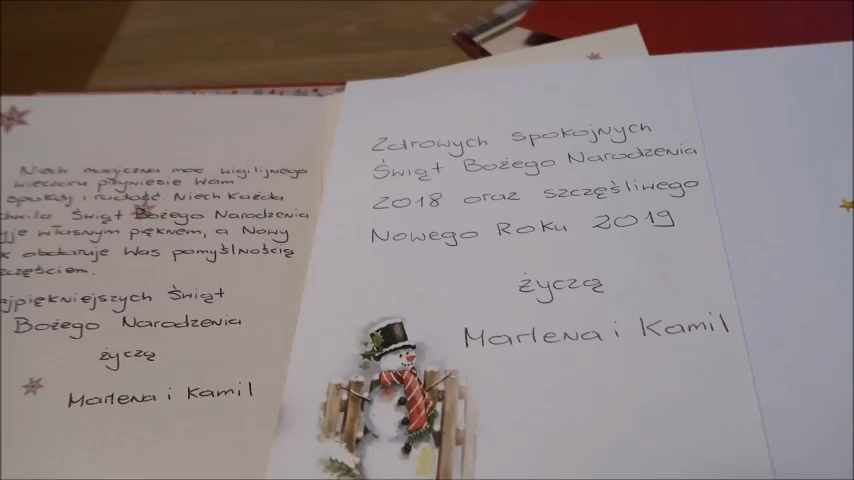 Niech magiczna moc wigilijnego
wieczoru przyniesie Wam
spokój i radość. Niech każda
chwila Świąt Bożego Narodzenia
żyje własnym pięknem, a Nowy
obdaruje Was pomyślnością
szczęściem.
Najpiękniejszych Świąt
Bożego Narodzenia
życzą
Marlena i Kamil
Zdrowych spokojnych
Świąt Bożego Narodzenia
2018 oraz szczęśliwego
Nowego Roku 2019
życzą
Marlena i Kamil